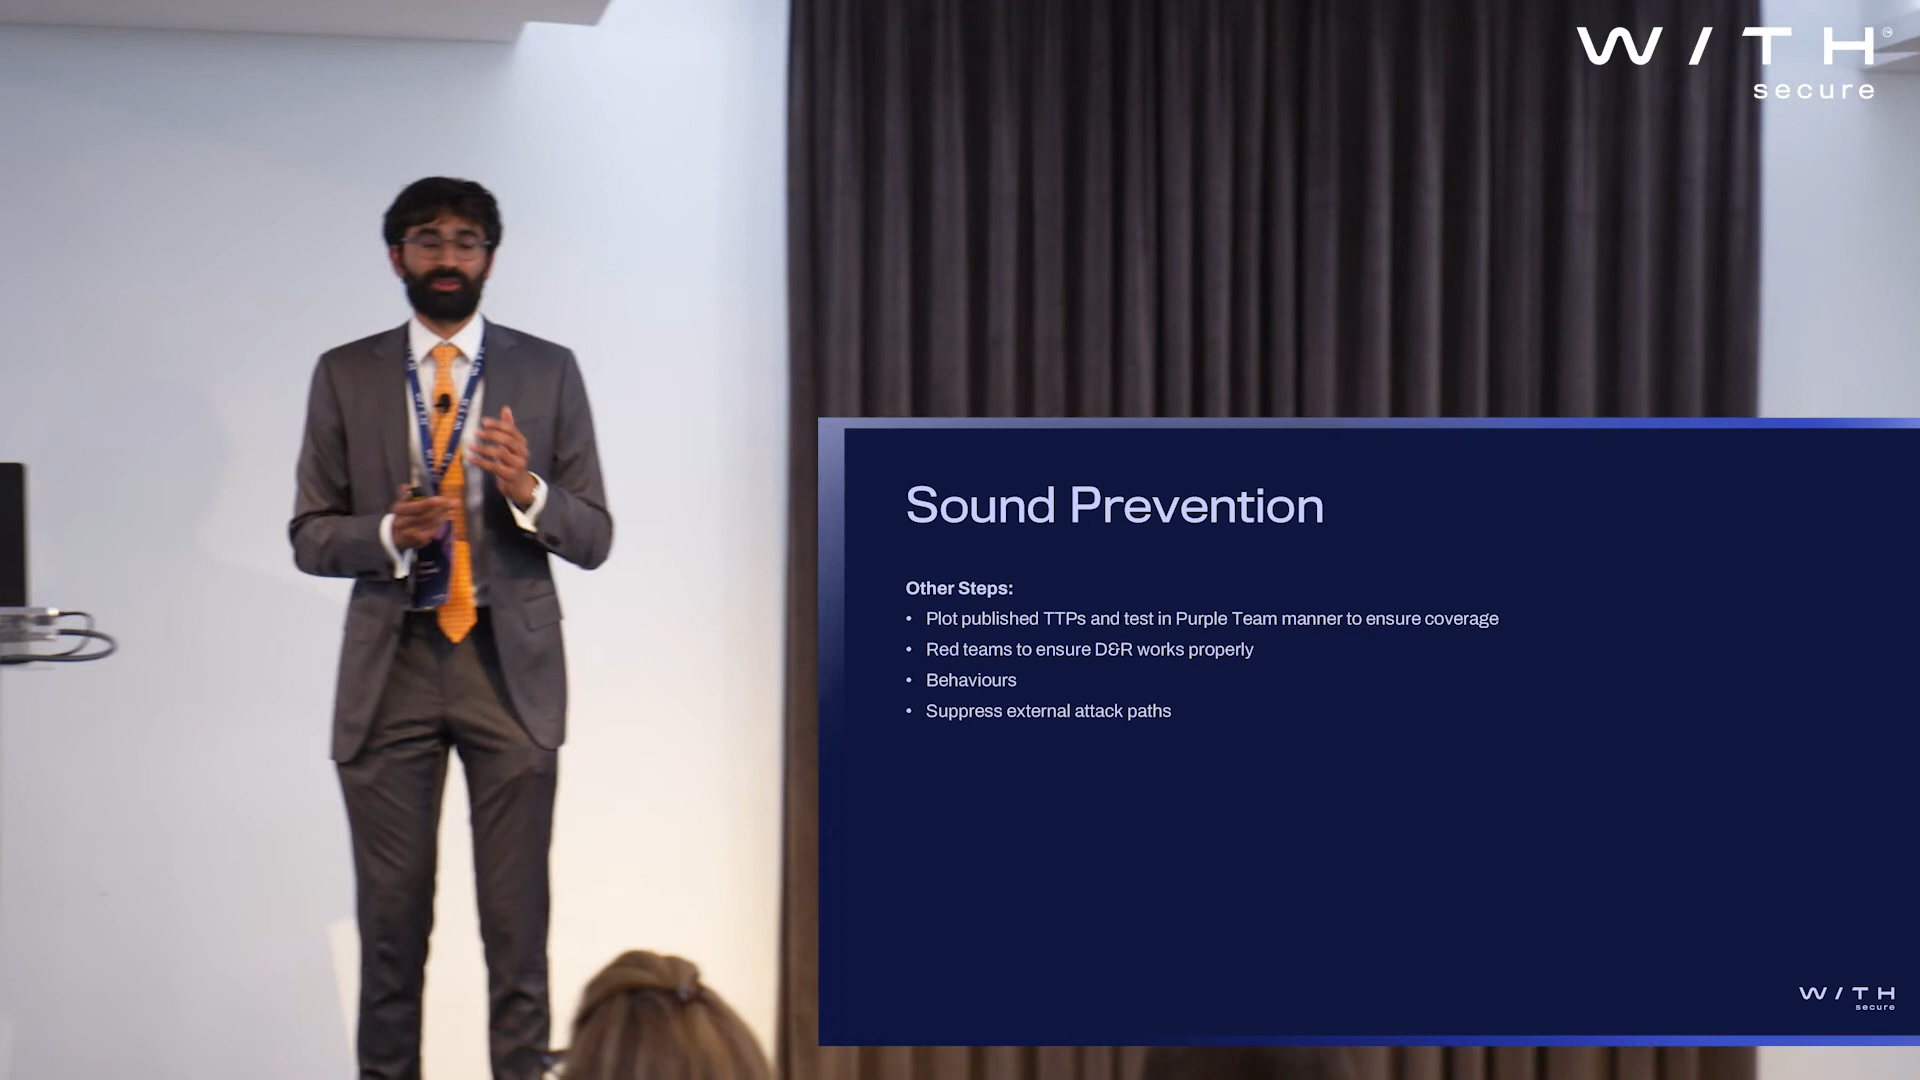 W/TH
secure
Sound Prevention
Other Steps:
• Plot published TTPs and test in Purple Team manner to ensure coverage
• Red teams to ensure D&R works properly
• Behaviours
• Suppress external attack paths
W/TH
secure